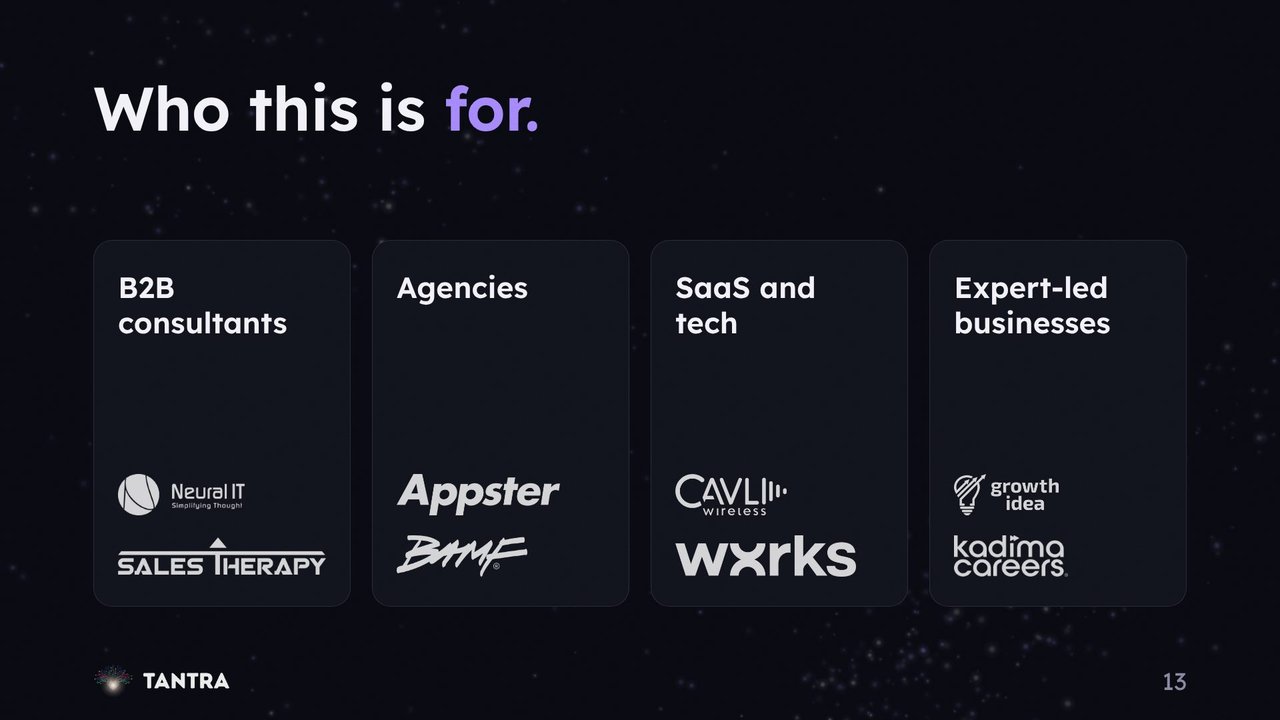 Who this is for.
B2B
consultants
Neural IT
Simplifying Thought
SALES THERAPY
Agencies
Appster
BAMF
®
SaaS and
tech
CAVLI
wireless
wxrks
Expert-led
businesses
growth
idea
kadima
careers®
TANTRA
13